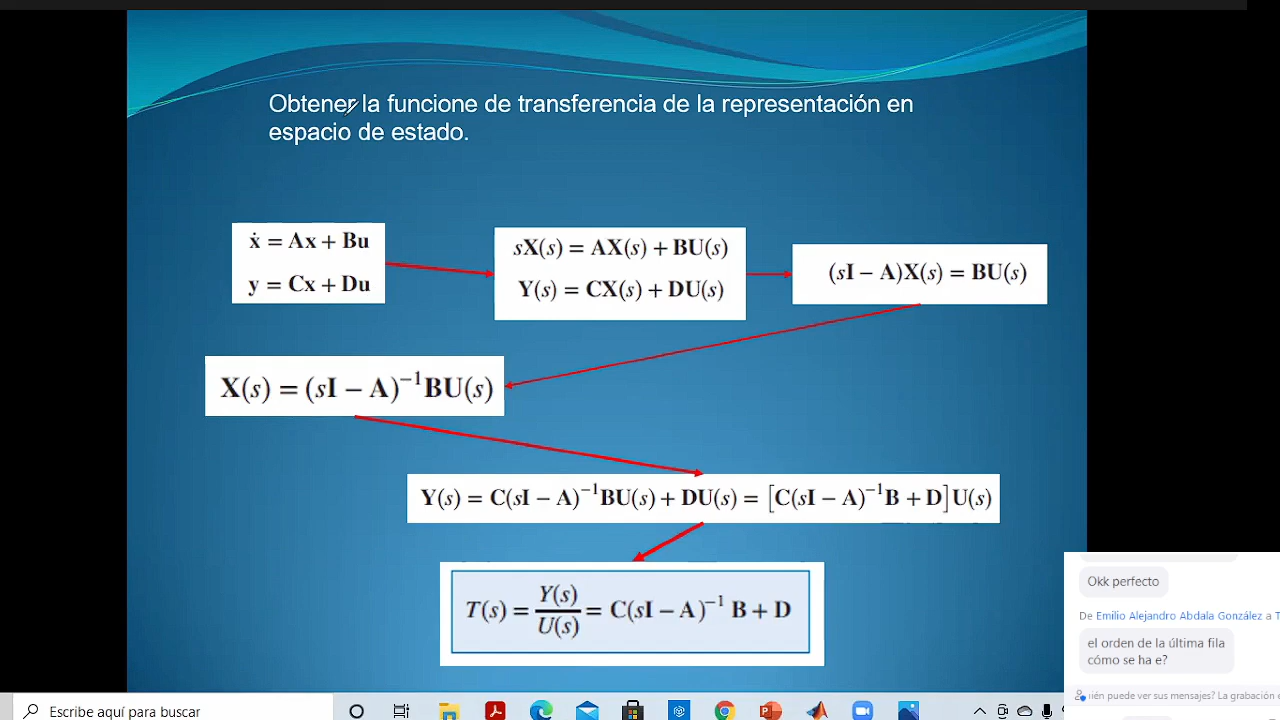 Obtener la funcione de transferencia de la representación en
espacio de estado.
ẋ = Ax + Bu
y = Cx + Du
sX(s) = AX(s) + BU(s)
Y(s) = CX(s) + DU(s)
(sI − A)X(s) = BU(s)
X(s) = (sI − A)⁻¹BU(s)
Y(s) = C(sI − A)⁻¹BU(s) + DU(s) = [C(sI − A)⁻¹B + D]U(s)
T(s) = Y(s)/U(s) = C(sI − A)⁻¹ B + D
Okk perfecto
De Emilio Alejandro Abdala González a T
el orden de la última fila
cómo se ha e?
ién puede ver sus mensajes? La grabación e
Escribe aquí para buscar